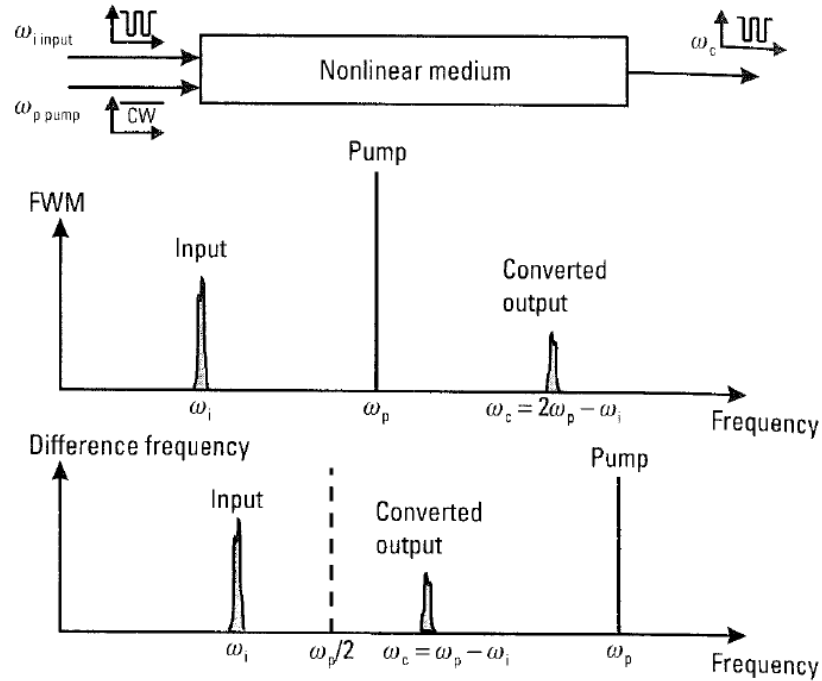 ω_i input
ω_p pump
CW
Nonlinear medium
ω_c
FWM
Input
Pump
Converted
output
ω_i
ω_p
ω_c = 2ω_p − ω_i
Frequency
Difference frequency
Input
Converted
output
Pump
ω_i
ω_p/2
ω_c = ω_p − ω_i
ω_p
Frequency